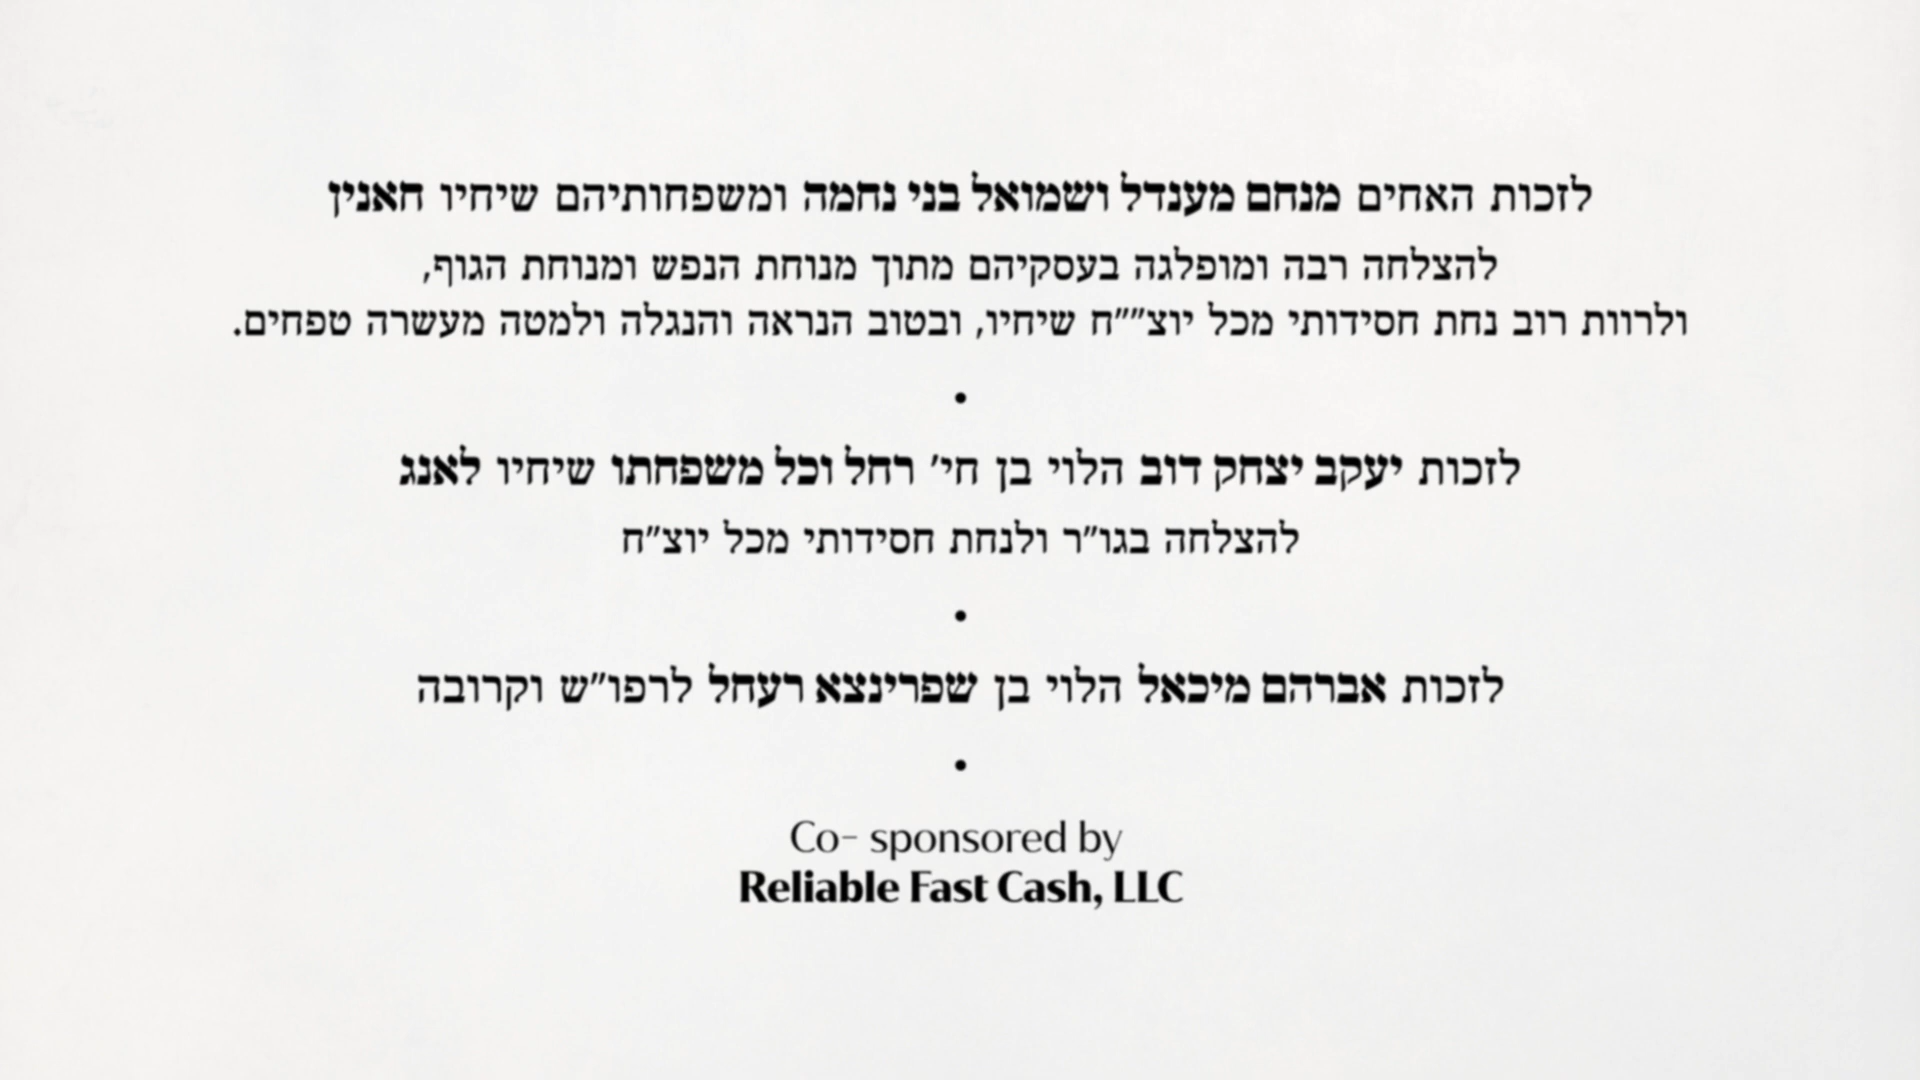 לזכות האחים מנחם מענדל ושמואל בני נחמה ומשפחותיהם שיחיו חאנין
להצלחה רבה ומופלגה בעסקיהם מתוך מנוחת הנפש ומנוחת הגוף,
ולרוות רוב נחת חסידותי מכל יוצ""ח שיחיו, ובטוב הנראה והנגלה ולמטה מעשרה טפחים.
•
לזכות יעקב יצחק דוב הלוי בן חי' רחל וכל משפחתו שיחיו לאנג
להצלחה בגו"ר ולנחת חסידותי מכל יוצ"ח
•
לזכות אברהם מיכאל הלוי בן שפרינצא רעחל לרפו"ש וקרובה
•
Co- sponsored by
Reliable Fast Cash, LLC